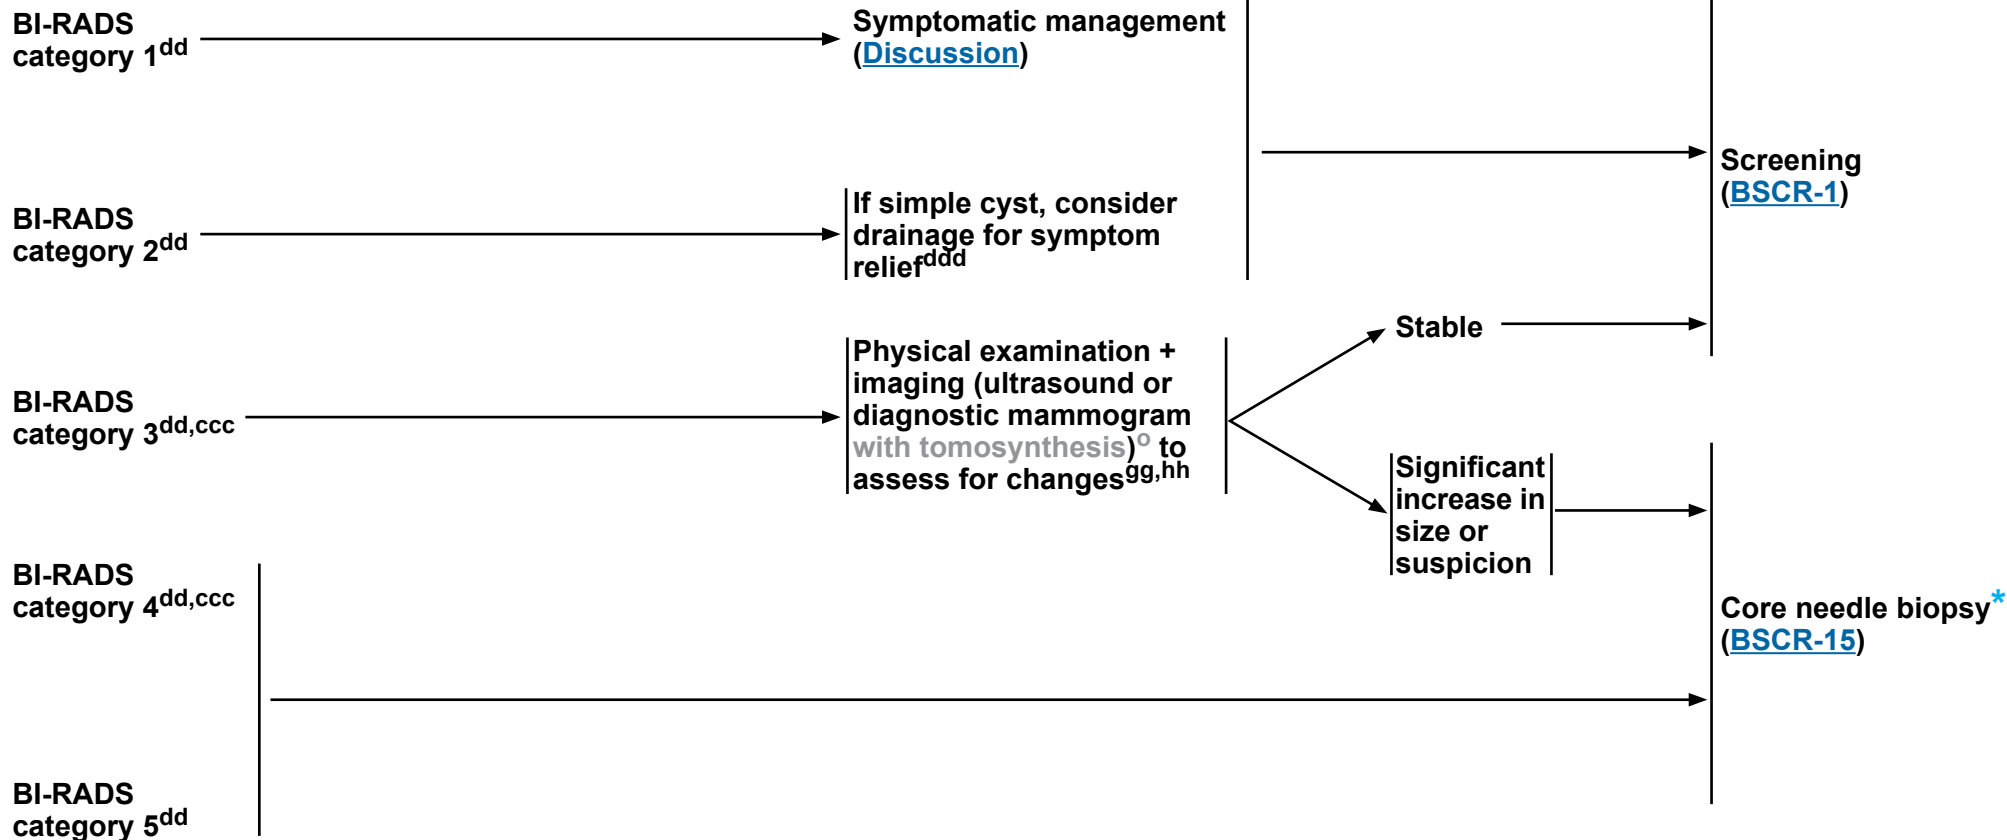 BI-RADS
category 1dd
Symptomatic management
(Discussion)
BI-RADS
category 2dd
If simple cyst, consider
drainage for symptom
reliefddd
Screening
(BSCR-1)
BI-RADS
category 3dd,ccc
Physical examination +
imaging (ultrasound or
diagnostic mammogram
with tomosynthesis)o to
assess for changesgg,hh
Stable
Significant
increase in
size or
suspicion
BI-RADS
category 4dd,ccc
Core needle biopsy*
(BSCR-15)
BI-RADS
category 5dd